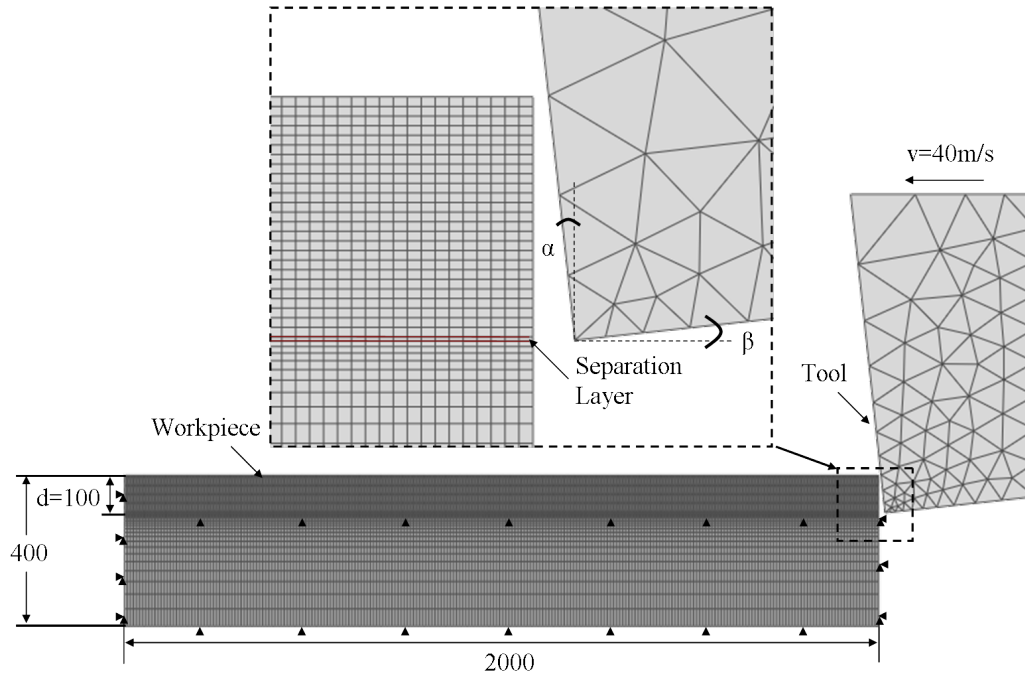 v=40m/s
α
β
Separation
Layer
Tool
Workpiece
d=100
400
2000